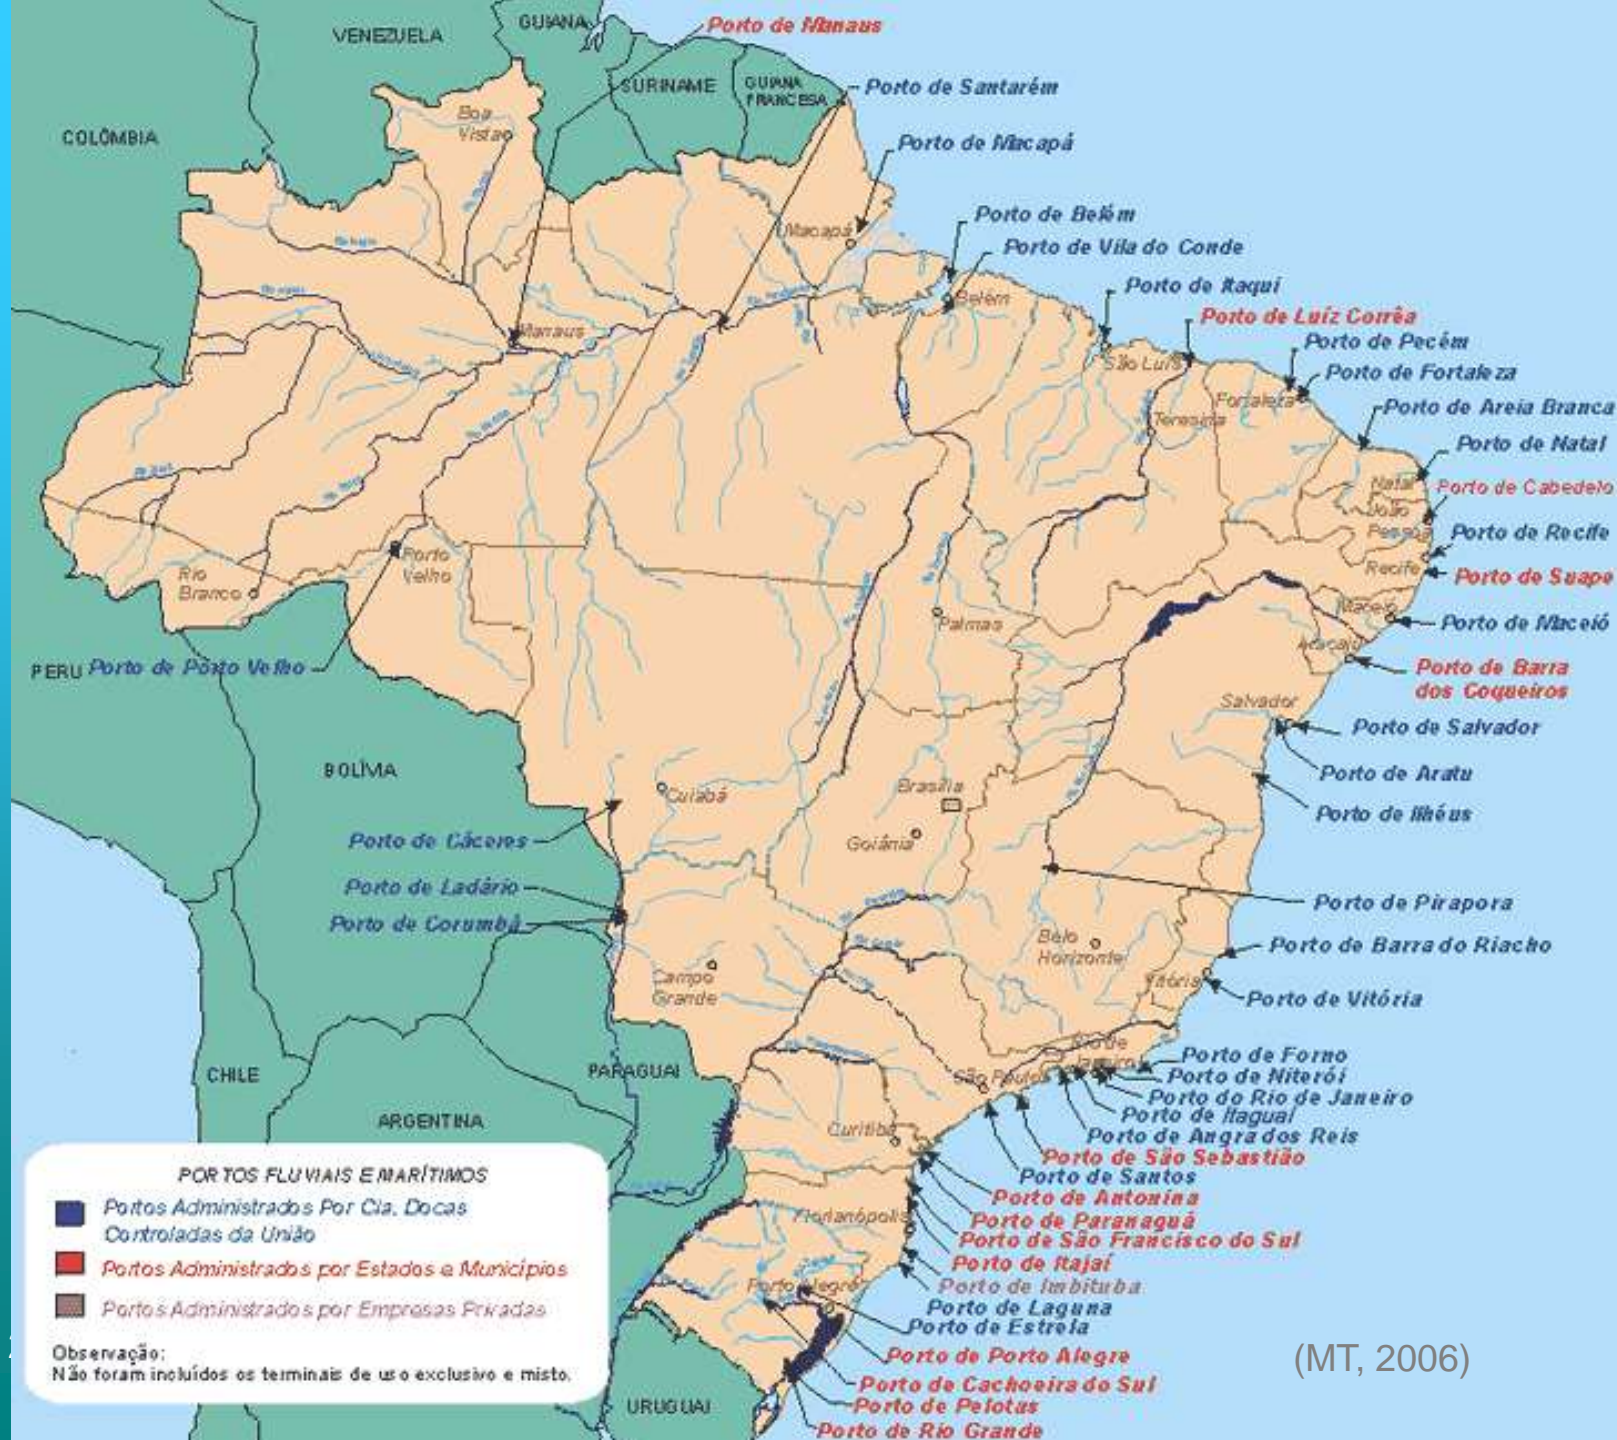 VENEZUELA
GUIANA
Porto de Manaus
SURINAME
GUIANA
FRANCESA
Porto de Santarém
COLÔMBIA
Boa
Vista
Porto de Macapá
Macapá
Porto de Belém
Porto de Vila do Conde
Belém
Porto de Itaqui
Porto de Luíz Corrêa
Manaus
São Luís
Porto de Pecém
Porto de Fortaleza
Fortaleza
Porto de Areia Branca
Teresina
Porto de Natal
Natal
Porto de Cabedelo
João
Pessoa
Porto de Recife
Recife
Porto de Suape
Porto
Velho
Rio
Branco
Maceió
Porto de Maceió
Palmas
Aracaju
PERU
Porto de Pôrto Velho
Porto de Barra
dos Coqueiros
Salvador
Porto de Salvador
BOLÍVIA
Porto de Aratu
Cuiabá
Brasília
Porto de Ilhéus
Porto de Cáceres
Goiânia
Porto de Ladário
Porto de Pirapora
Porto de Corumbá
Belo
Horizonte
Porto de Barra do Riacho
Campo
Grande
Vitória
Porto de Vitória
CHILE
PARAGUAI
Rio de
Janeiro
São Paulo
Porto de Forno
Porto de Niterói
Porto do Rio de Janeiro
Porto de Itaguaí
ARGENTINA
Curitiba
Porto de Angra dos Reis
Porto de São Sebastião
Porto de Santos
Porto de Antonina
Florianópolis
Porto de Paranaguá
Porto de São Francisco do Sul
Porto de Itajaí
Porto Alegre
Porto de Imbituba
Porto de Laguna
Porto de Estrela
Porto de Porto Alegre
Porto de Cachoeira do Sul
Porto de Pelotas
Porto de Rio Grande
URUGUAI
PORTOS FLUVIAIS E MARÍTIMOS
Portos Administrados Por Cia. Docas
Controladas da União
Portos Administrados por Estados e Municípios
Portos Administrados por Empresas Privadas
Observação:
Não foram incluídos os terminais de uso exclusivo e misto.
(MT, 2006)